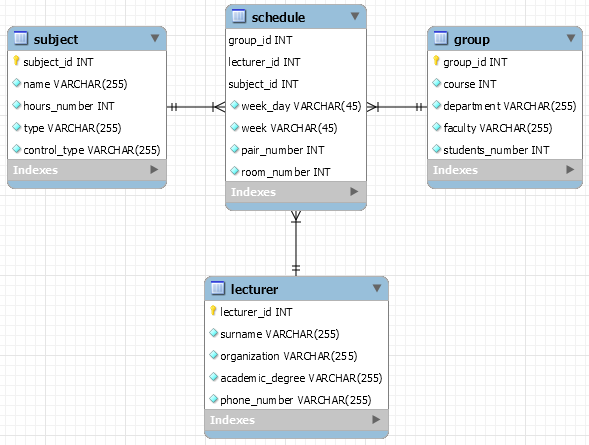 subject
subject_id INT
name VARCHAR(255)
hours_number INT
type VARCHAR(255)
control_type VARCHAR(255)
Indexes
schedule
group_id INT
lecturer_id INT
subject_id INT
week_day VARCHAR(45)
week VARCHAR(45)
pair_number INT
room_number INT
Indexes
group
group_id INT
course INT
department VARCHAR(255)
faculty VARCHAR(255)
students_number INT
Indexes
lecturer
lecturer_id INT
surname VARCHAR(255)
organization VARCHAR(255)
academic_degree VARCHAR(255)
phone_number VARCHAR(255)
Indexes